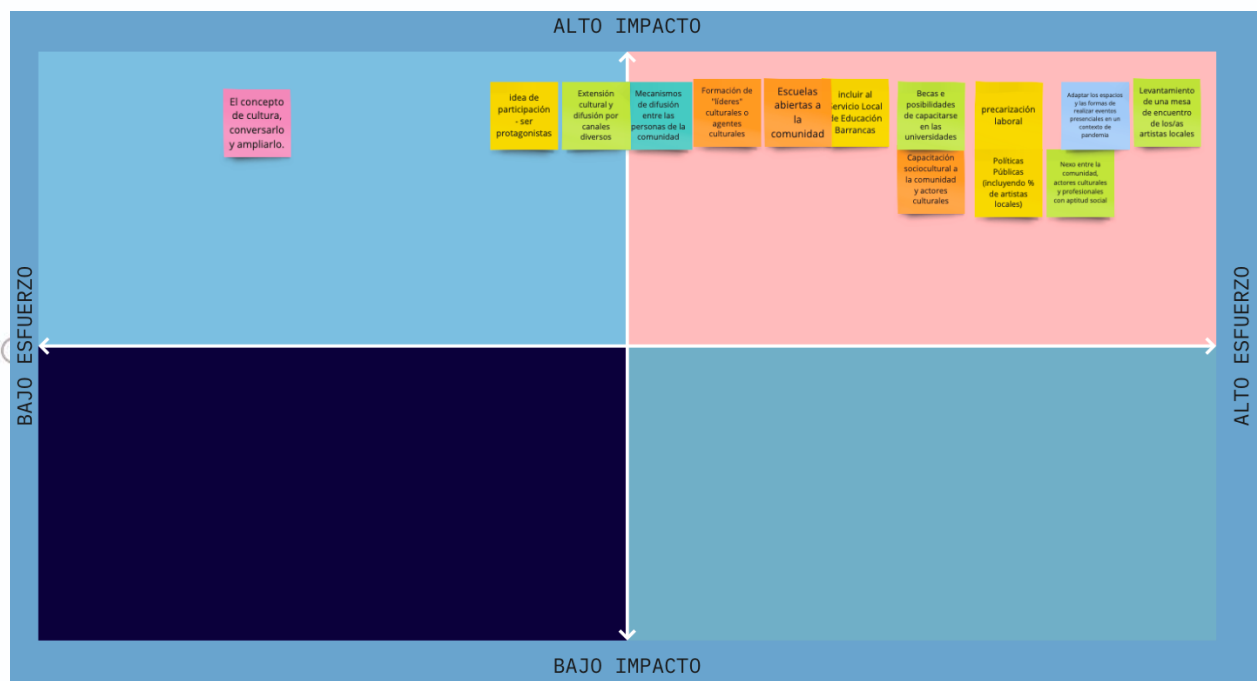 ALTO IMPACTO
El concepto
de cultura,
conversarlo
y ampliarlo.
idea de
participación
- ser
protagonistas
Extensión
cultural y
difusión por
canales
diversos
Mecanismos
de difusión
entre las
personas de la
comunidad
Formación de
"líderes"
culturales o
agentes
culturales
Escuelas
abiertas a
la
comunidad
incluir al
Servicio Local
de Educación
Barrancas
Becas e
posibilidades
de capacitarse
en las
universidades
precarización
laboral
Adaptar los espacios
y las formas de
realizar eventos
presenciales en un
contexto de
pandemia
Levantamiento
de una mesa
de encuentro
de los/as
artistas locales
Capacitación
sociocultural a
la comunidad
y actores
culturales
Políticas
Públicas
(incluyendo %
de artistas
locales)
Nexo entre la
comunidad,
actores culturales
y profesionales
con aptitud social
BAJO ESFUERZO
ALTO ESFUERZO
BAJO IMPACTO